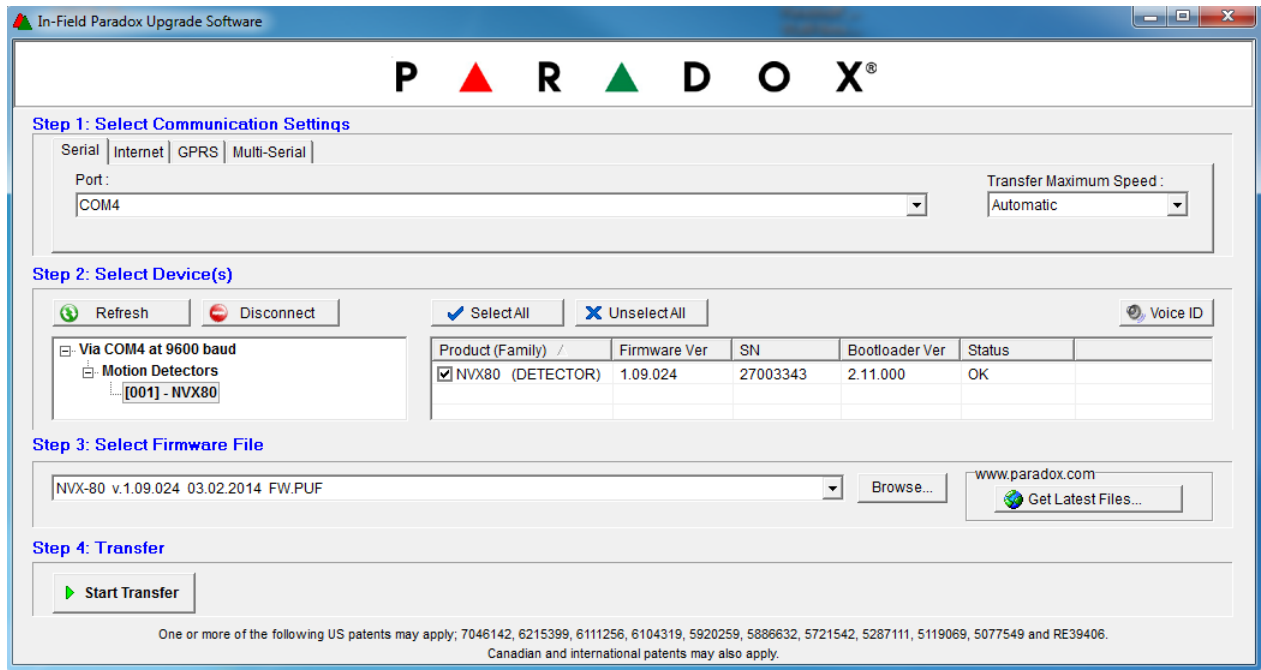 In-Field Paradox Upgrade Software
PARADOX®
Step 1: Select Communication Settings
Serial Internet GPRS Multi-Serial
Port :
Transfer Maximum Speed :
COM4
Automatic
Step 2: Select Device(s)
Refresh Disconnect
Select All Unselect All
Voice ID
Via COM4 at 9600 baud
Motion Detectors
[001] - NVX80
Product (Family) / Firmware Ver SN Bootloader Ver Status
NVX80 (DETECTOR) 1.09.024 27003343 2.11.000 OK
Step 3: Select Firmware File
NVX-80 v.1.09.024 03.02.2014 FW.PUF
Browse...
www.paradox.com
Get Latest Files...
Step 4: Transfer
Start Transfer
One or more of the following US patents may apply; 7046142, 6215399, 6111256, 6104319, 5920259, 5886632, 5721542, 5287111, 5119069, 5077549 and RE39406.
Canadian and international patents may also apply.